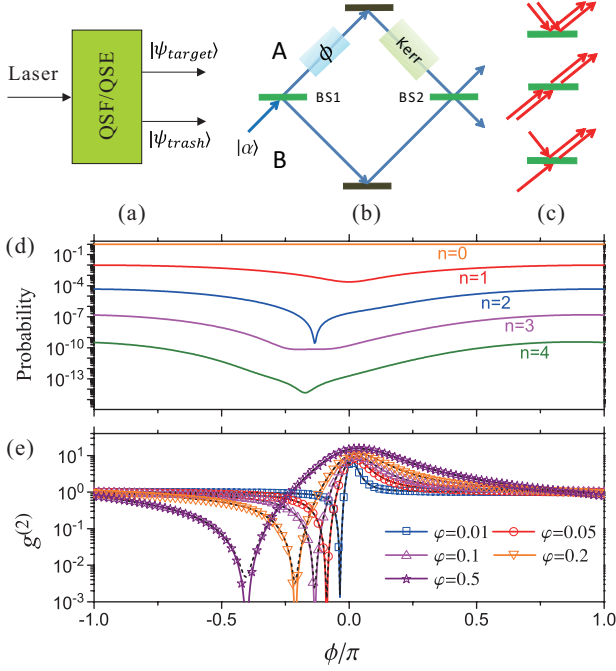 Laser
QSF/QSE
|ψ_target⟩
|ψ_trash⟩
A
B
ϕ
Kerr
BS1
BS2
|α⟩
(a)
(b)
(c)
(d)
Probability
10^-1
10^-4
10^-7
10^-10
10^-13
n=0
n=1
n=2
n=3
n=4
(e)
g^(2)
10^1
10^0
10^-1
10^-2
10^-3
φ=0.01
φ=0.05
φ=0.1
φ=0.2
φ=0.5
-1.0
-0.5
0.0
0.5
1.0
ϕ/π